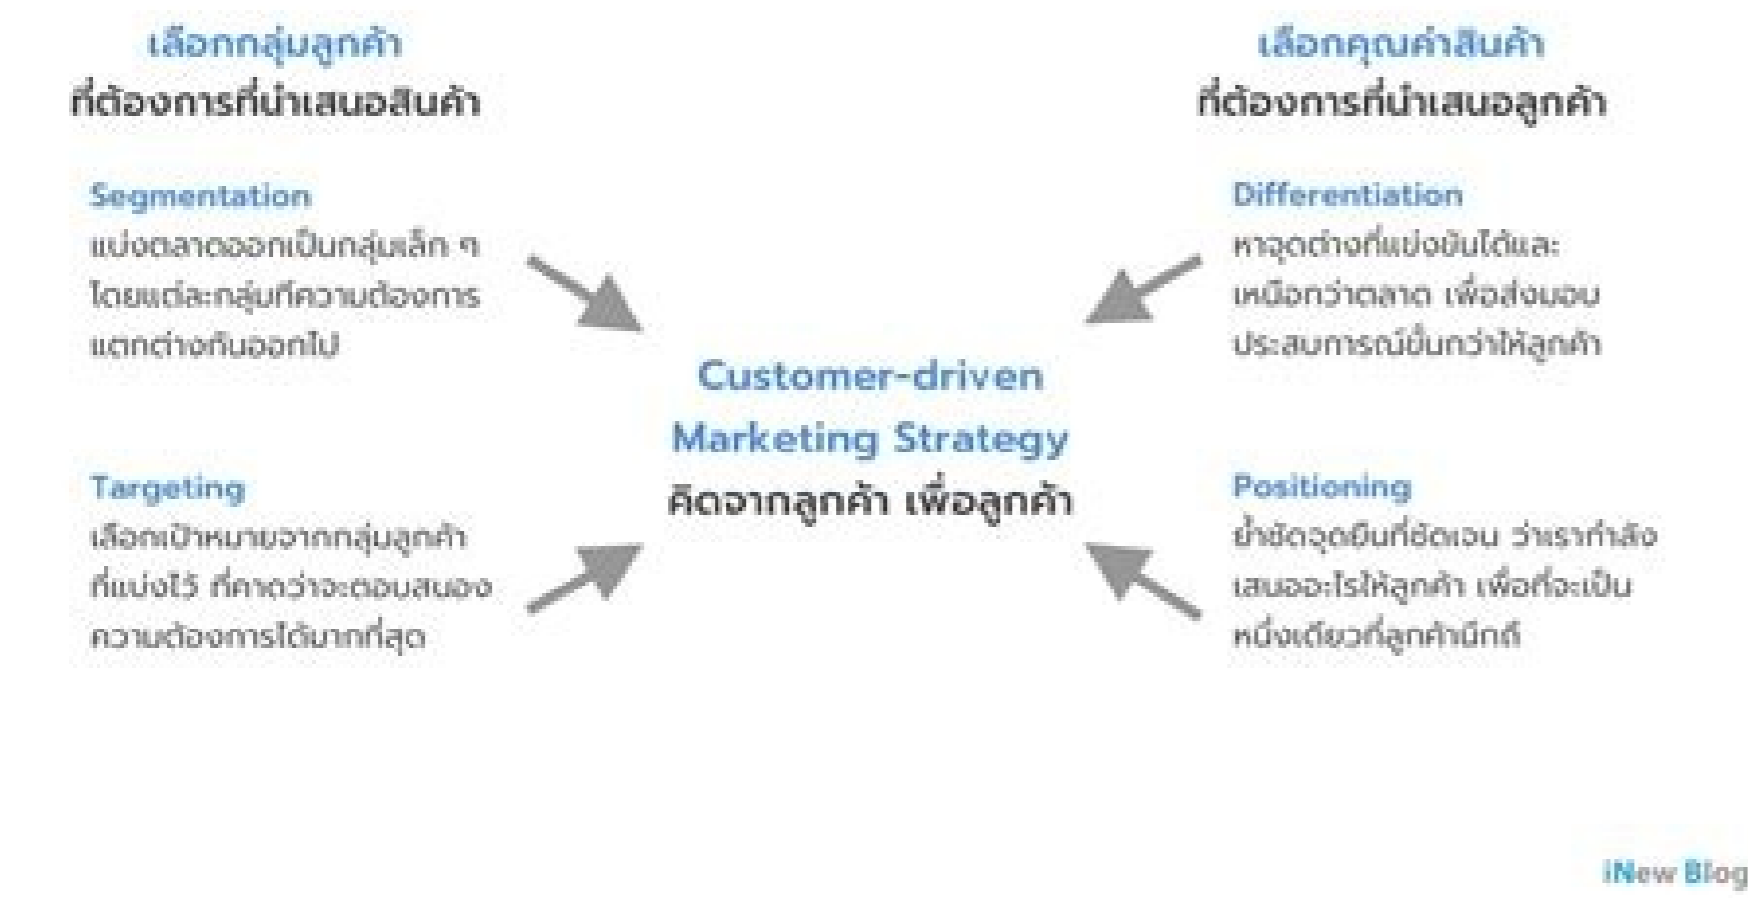 เลือกกลุ่มลูกค้า
ที่ต้องการที่นำเสนอสินค้า
Segmentation
แบ่งตลาดออกเป็นกลุ่มเล็ก ๆ
โดยแต่ละกลุ่มที่ความต้องการ
แตกต่างกันออกไป
Targeting
เลือกเป้าหมายจากกลุ่มลูกค้า
ที่แบ่งไว้ ที่คาดว่าจะตอบสนอง
ความต้องการได้มากที่สุด
Customer-driven
Marketing Strategy
คิดจากลูกค้า เพื่อลูกค้า
เลือกคุณค่าสินค้า
ที่ต้องการที่นำเสนอลูกค้า
Differentiation
หาจุดต่างที่แข่งขันได้และ
เหนือกว่าตลาด เพื่อส่งมอบ
ประสบการณ์ขั้นกว่าให้ลูกค้า
Positioning
ย้ำชัดจุดยืนที่ชัดเจน ว่าเรากำลัง
เสนออะไรให้ลูกค้า เพื่อที่จะเป็น
หนึ่งเดียวที่ลูกค้านึกถึ
iNew Blog